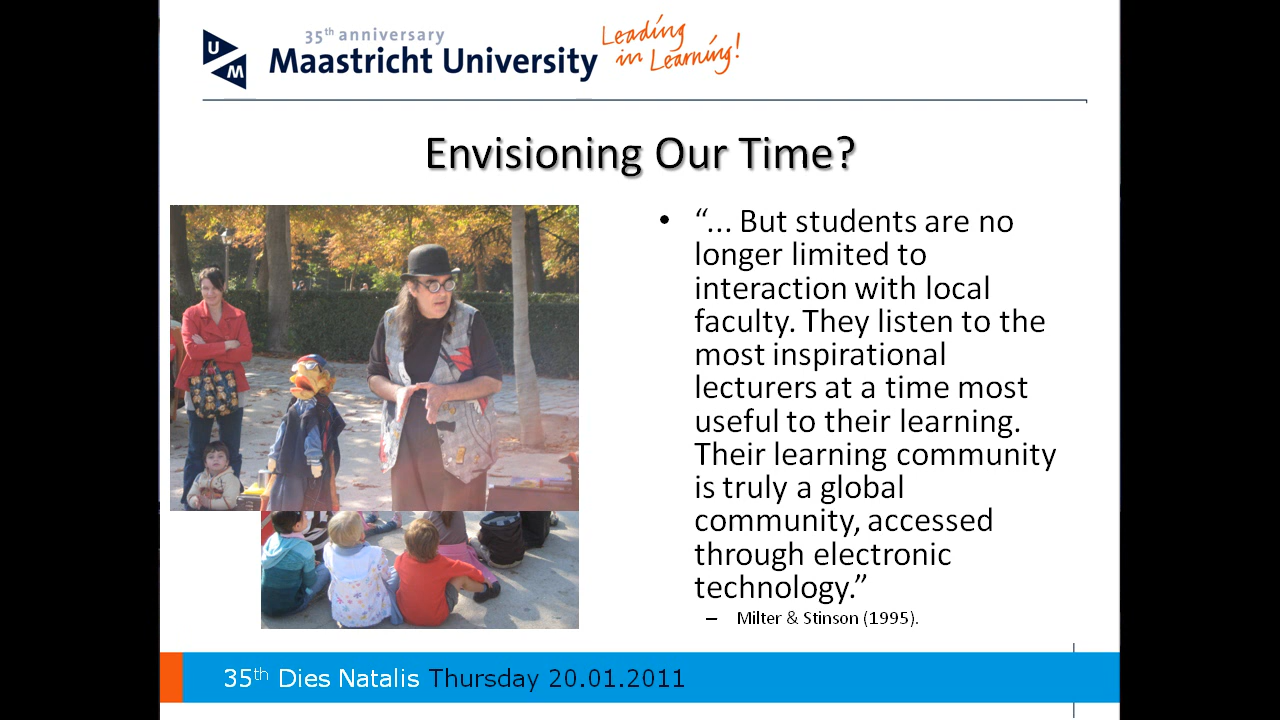 35th anniversary
UM
Maastricht University
Leading
in Learning!
Envisioning Our Time?
• “... But students are no
longer limited to
interaction with local
faculty. They listen to the
most inspirational
lecturers at a time most
useful to their learning.
Their learning community
is truly a global
community, accessed
through electronic
technology.”
– Milter & Stinson (1995).
35th Dies Natalis Thursday 20.01.2011